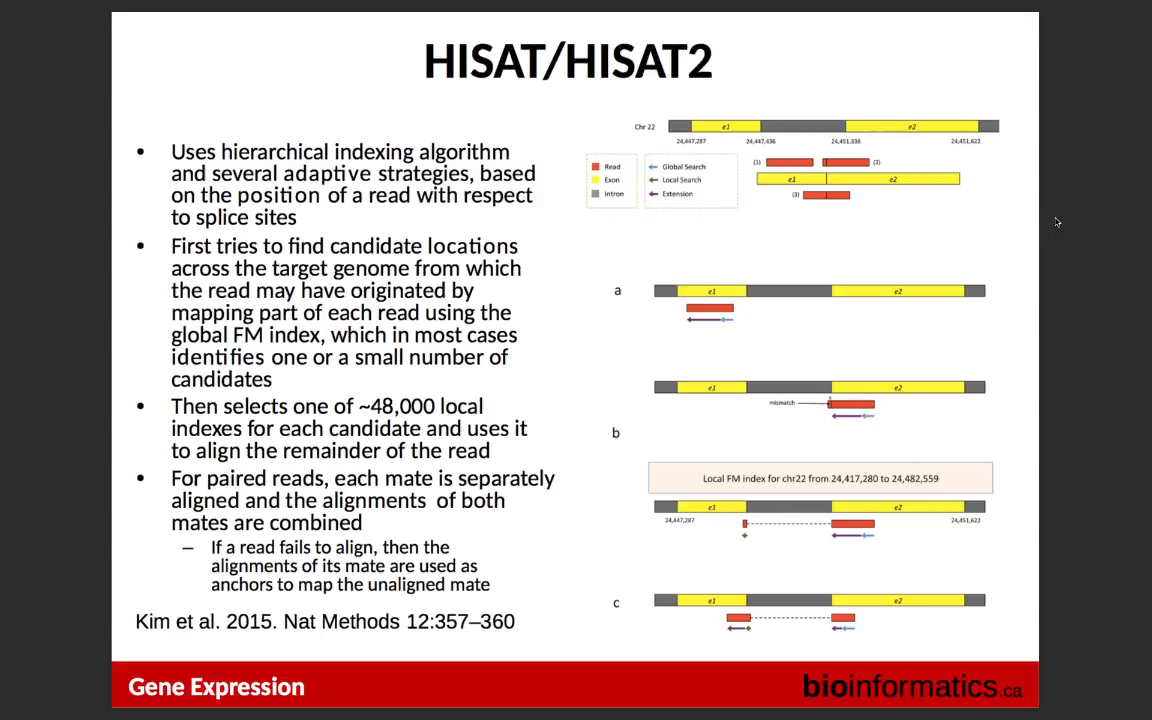 HISAT/HISAT2
• Uses hierarchical indexing algorithm
and several adaptive strategies, based
on the position of a read with respect
to splice sites
• First tries to find candidate locations
across the target genome from which
the read may have originated by
mapping part of each read using the
global FM index, which in most cases
identifies one or a small number of
candidates
• Then selects one of ~48,000 local
indexes for each candidate and uses it
to align the remainder of the read
• For paired reads, each mate is separately
aligned and the alignments of both
mates are combined
– If a read fails to align, then the
alignments of its mate are used as
anchors to map the unaligned mate
Kim et al. 2015. Nat Methods 12:357–360
Chr 22 e1 e2
24,447,287 24,447,436 24,451,336 24,451,622
Read Global Search
Exon Local Search
Intron Extension
(1) (2)
e1 e2
(3)
a e1 e2
e1 e2
mismatch
x
b
Local FM index for chr22 from 24,417,280 to 24,482,559
e1 e2
24,447,287 24,451,622
c e1 e2
Gene Expression
bioinformatics.ca